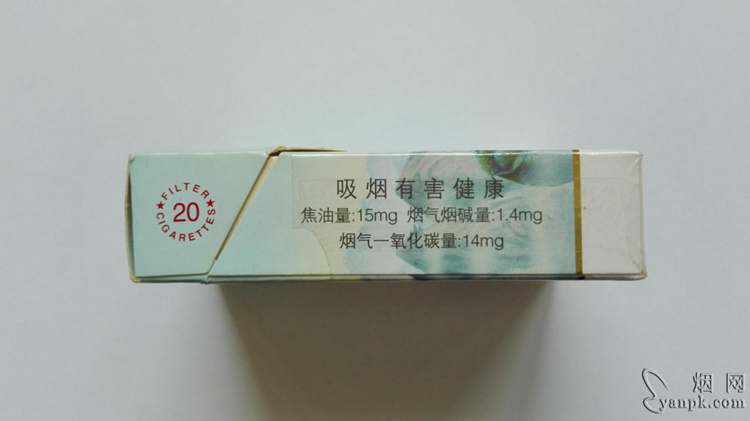 ★FILTER★
20
CIGARETTES
吸烟有害健康
焦油量:15mg 烟气烟碱量:1.4mg
烟气一氧化碳量:14mg
烟网
yanpk.com